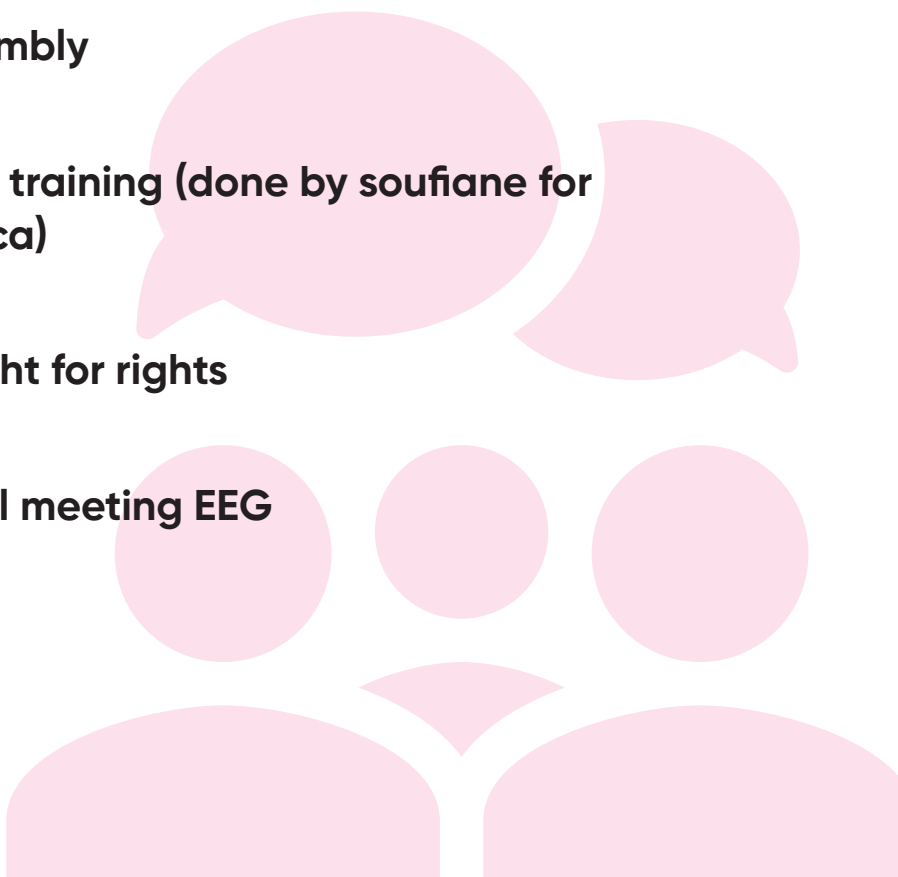 mbly
training (done by soufiane for
ca)
ht for rights
l meeting EEG